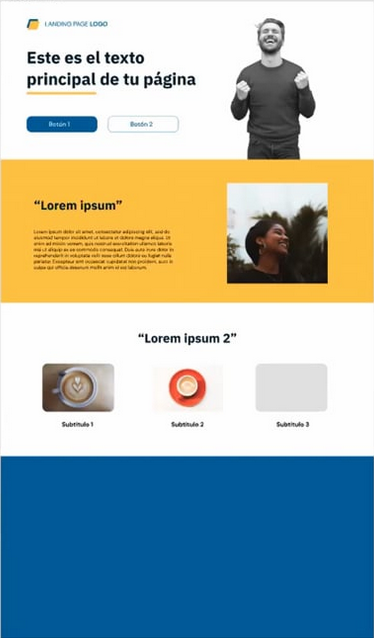 LANDING PAGE LOGO
Este es el texto
principal de tu página
Botón 1
Botón 2
“Lorem ipsum”
Lorem ipsum dolor sit amet, consectetur adipiscing elit, sed do
eiusmod tempor incididunt ut labore et dolore magna aliqua. Ut
enim ad minim veniam, quis nostrud exercitation ullamco laboris
nisi ut aliquip ex ea commodo consequat. Duis aute irure dolor in
reprehenderit in voluptate velit esse cillum dolore eu fugiat nulla
pariatur. Excepteur sint occaecat cupidatat non proident, sunt in
culpa qui officia deserunt mollit anim id est laborum.
“Lorem ipsum 2”
Subtítulo 1
Subtítulo 2
Subtítulo 3